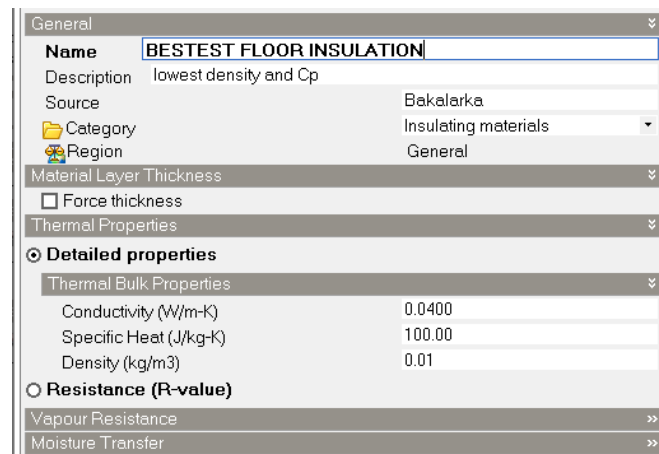 General
Name BESTEST FLOOR INSULATION
Description lowest density and Cp
Source Bakalarka
Category Insulating materials
Region General
Material Layer Thickness
Force thickness
Thermal Properties
Detailed properties
Thermal Bulk Properties
Conductivity (W/m-K) 0.0400
Specific Heat (J/kg-K) 100.00
Density (kg/m3) 0.01
Resistance (R-value)
Vapour Resistance
Moisture Transfer